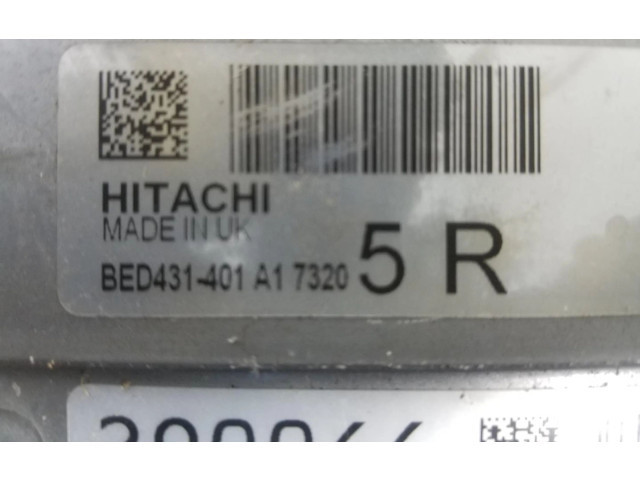 HITACHI
MADE IN UK
BED431-401 A1 7320 5 R